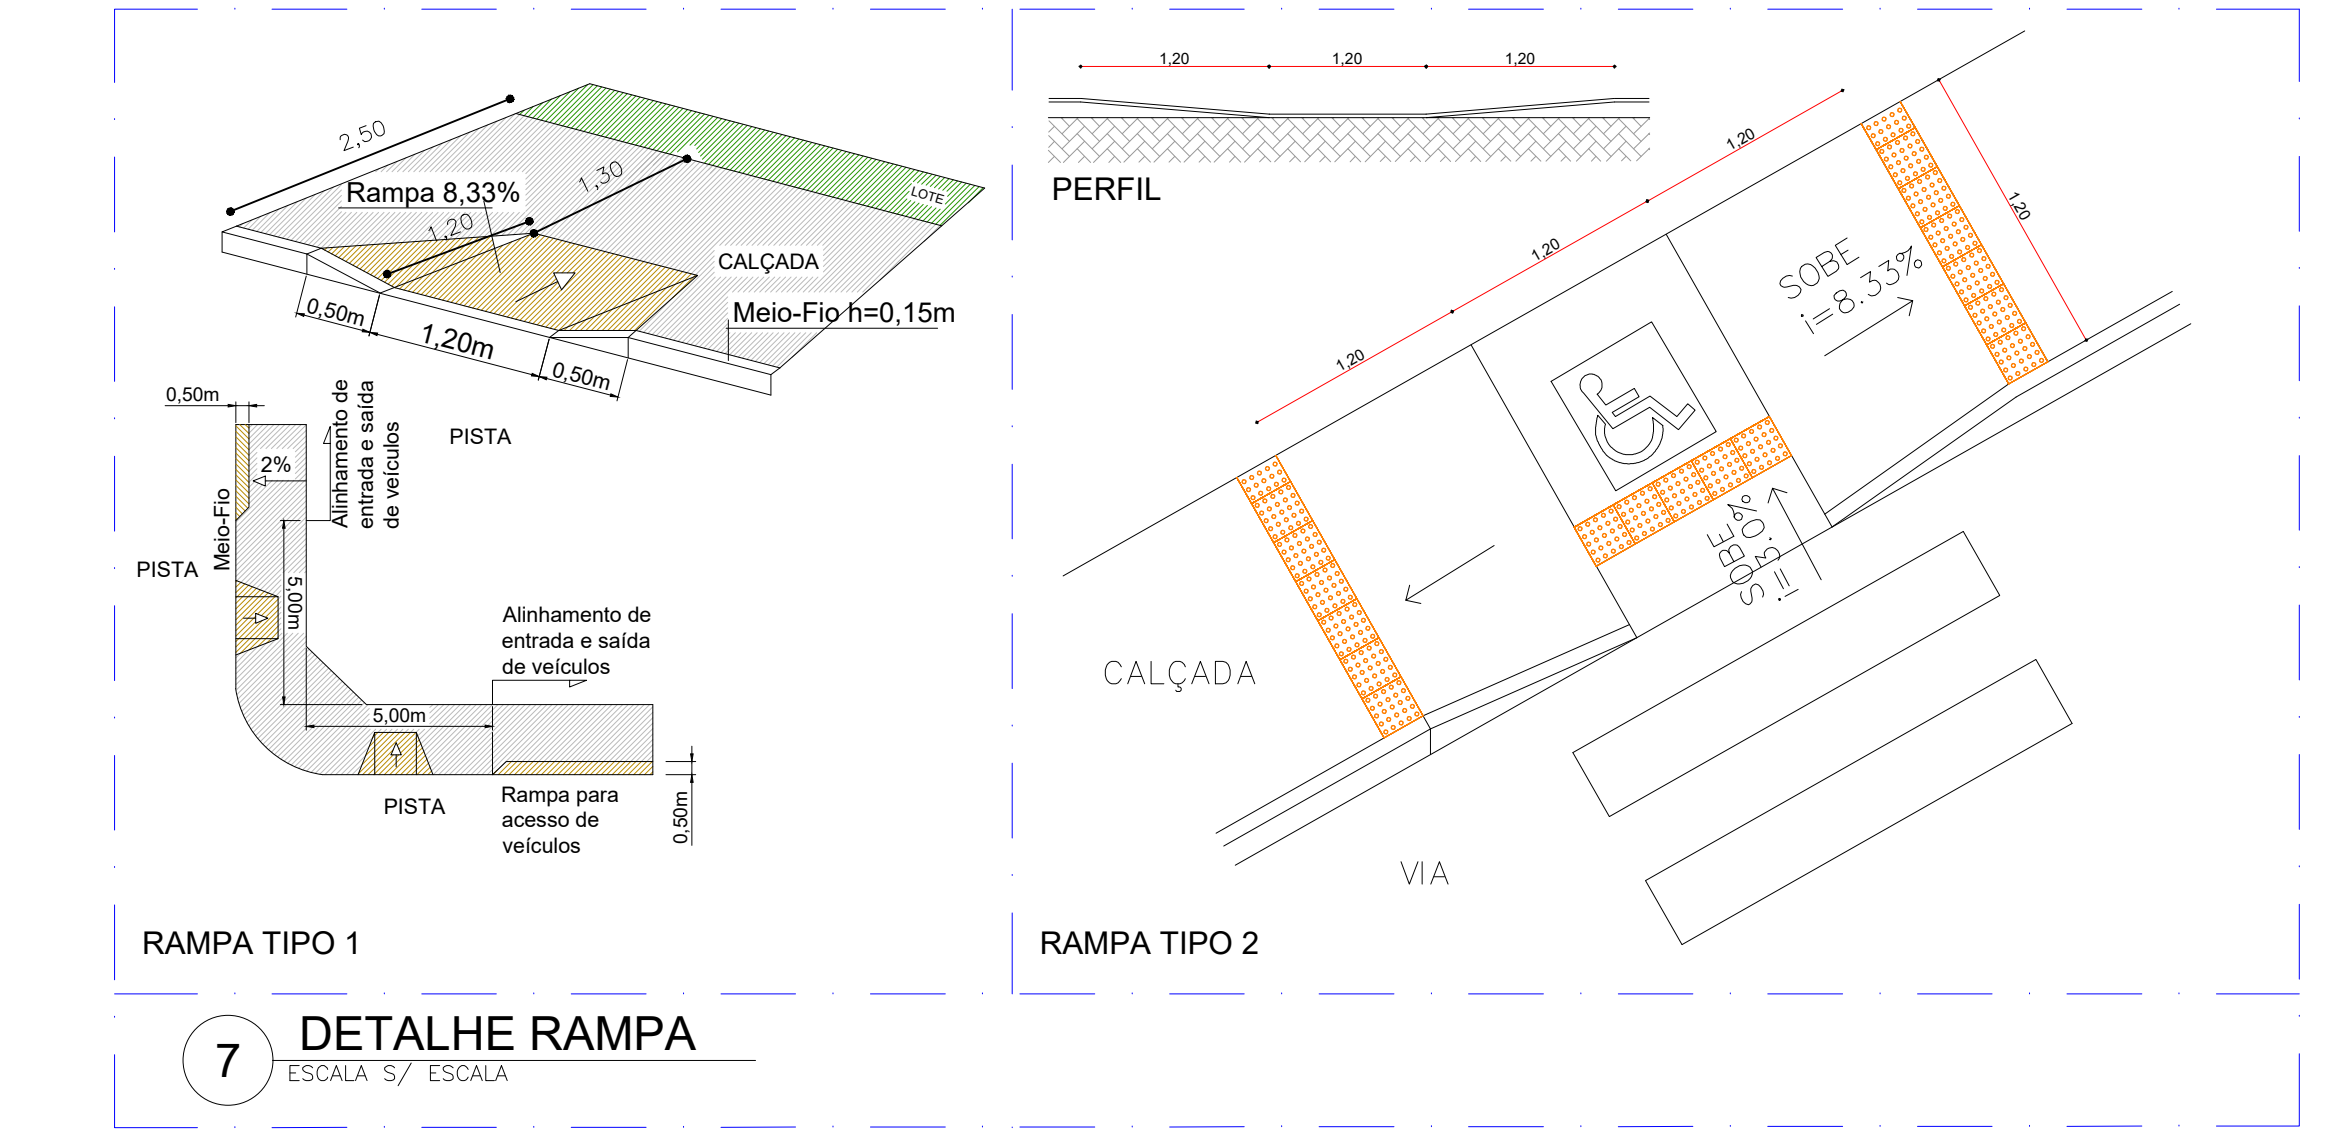 2,50
1,30
Rampa 8,33%
1,20
LOTE
CALÇADA
Meio-Fio h=0,15m
0,50m
1,20m
0,50m
0,50m
Alinhamento de
entrada e saída
de veículos
PISTA
2%
Meio-Fio
PISTA
5,00m
Alinhamento de
entrada e saída
de veículos
5,00m
PISTA
Rampa para
acesso de
veículos
0,50m
RAMPA TIPO 1
1,20
1,20
1,20
PERFIL
1,20
1,20
1,20
1,20
SOBE
i=8.33%
SOBE
i=3.0%
CALÇADA
VIA
RAMPA TIPO 2
7
DETALHE RAMPA
ESCALA S/ ESCALA